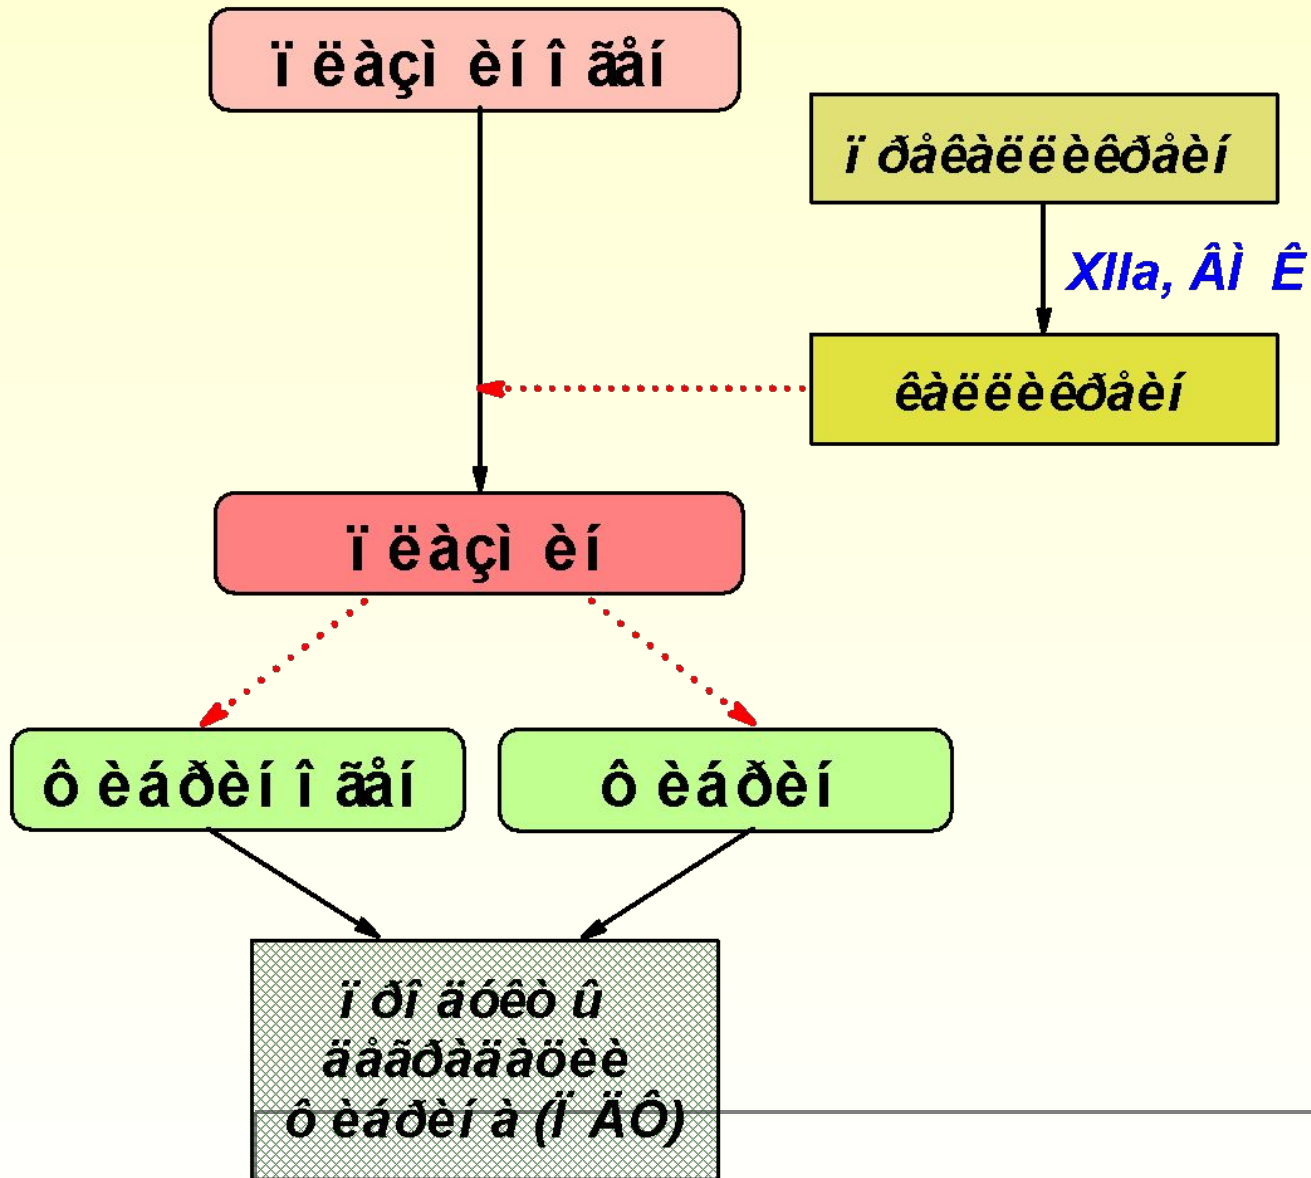 ï ëàçì èí î ãåí
ï ðåêàëëèêðåèí
XIIa, ÂÌ Ê
êàëëèêðåèí
ï ëàçì èí
ô èáðèí î ãåí
ô èáðèí
ï ðî äóêò û
äåãðàäàöèè
ô èáðèí à (Ï ÄÔ)